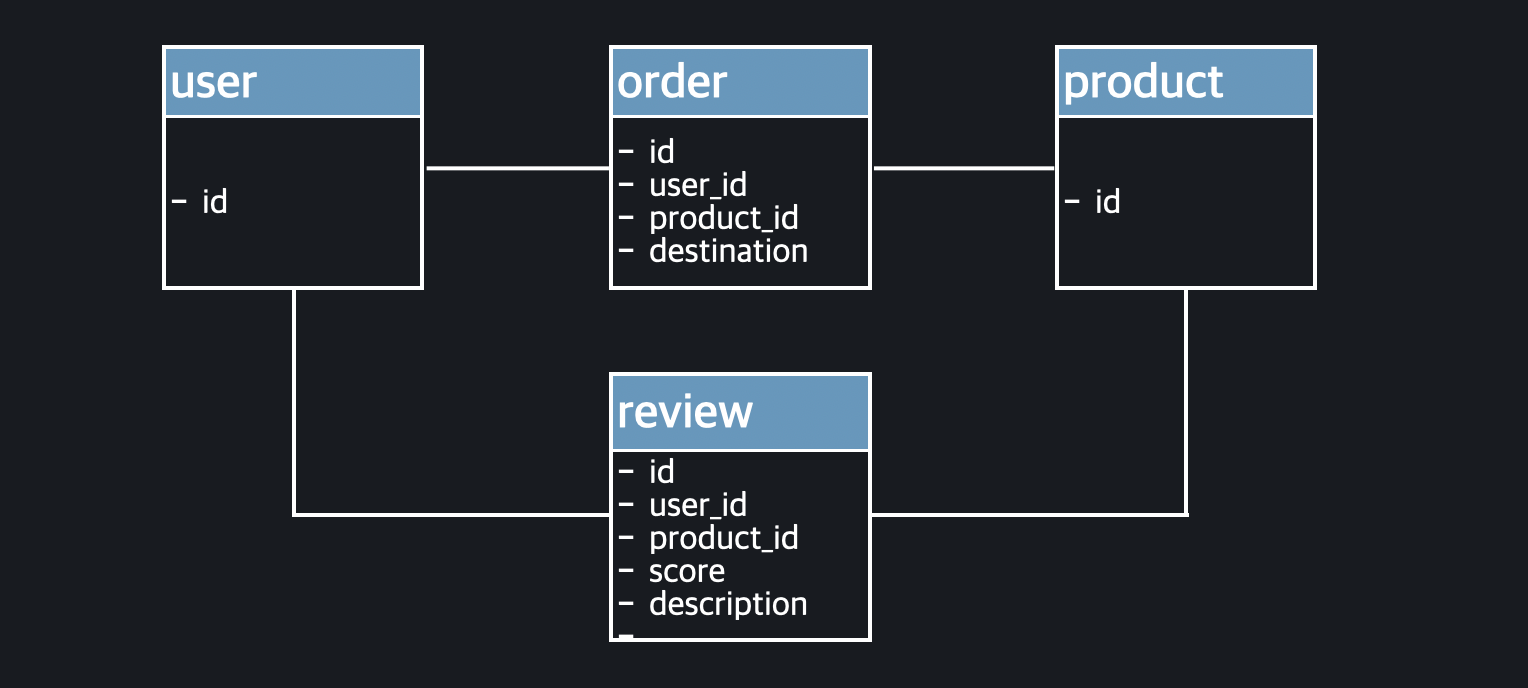 user
- id
order
- id
- user_id
- product_id
- destination
product
- id
review
- id
- user_id
- product_id
- score
- description
-